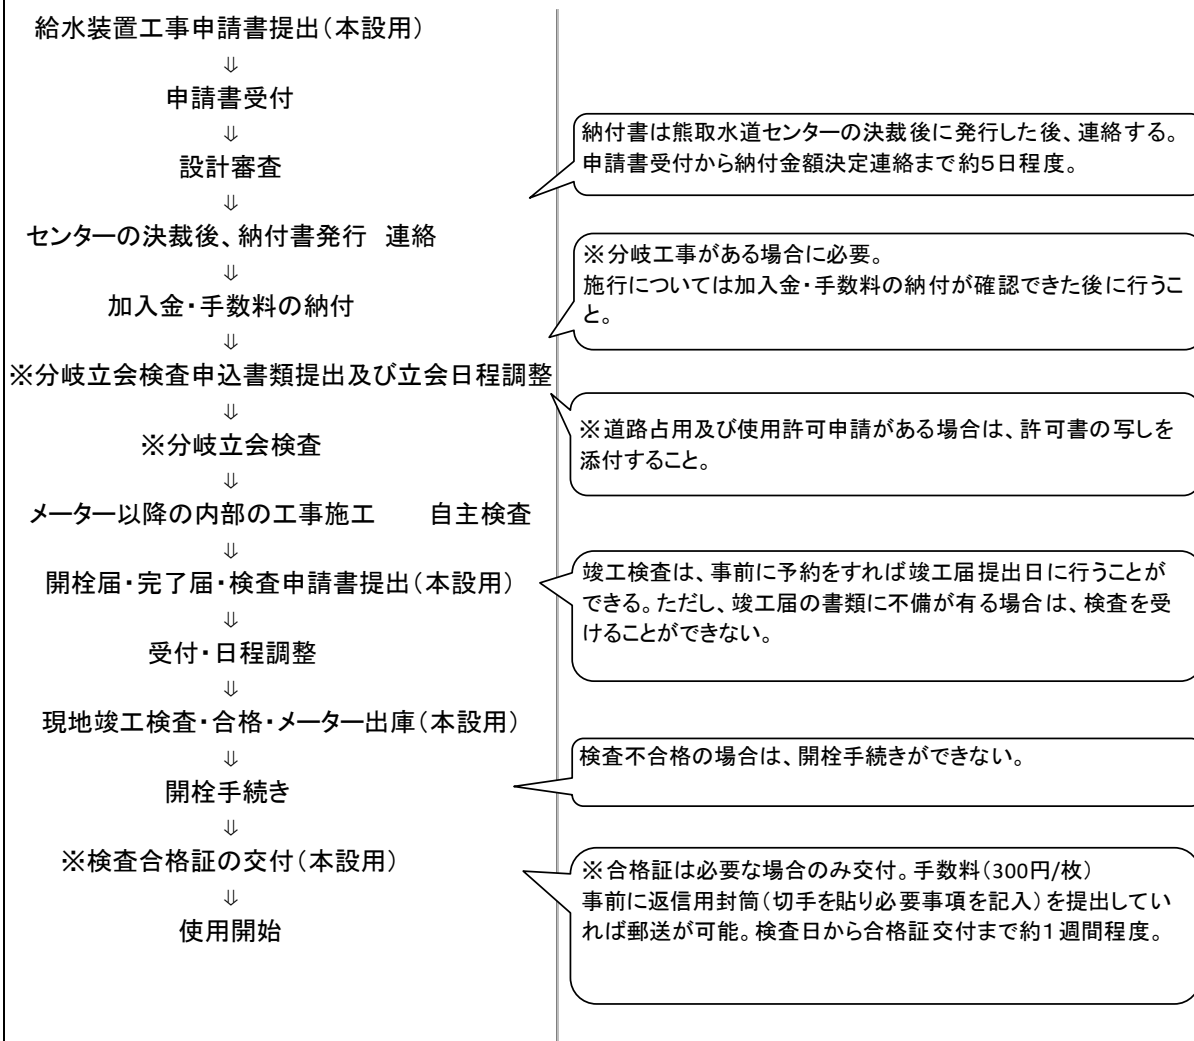 給水装置工事申請書提出（本設用）
⇓
申請書受付
⇓
設計審査
⇓
センターの決裁後、納付書発行　連絡
⇓
加入金・手数料の納付
⇓
※分岐立会検査申込書類提出及び立会日程調整
⇓
※分岐立会検査
⇓
メーター以降の内部の工事施工　　自主検査
⇓
開栓届・完了届・検査申請書提出（本設用）
⇓
受付・日程調整
⇓
現地竣工検査・合格・メーター出庫（本設用）
⇓
開栓手続き
⇓
※検査合格証の交付（本設用）
⇓
使用開始
納付書は熊取水道センターの決裁後に発行した後、連絡する。
申請書受付から納付金額決定連絡まで約５日程度。
※分岐工事がある場合に必要。
施行については加入金・手数料の納付が確認できた後に行うこ
と。
※道路占用及び使用許可申請がある場合は、許可書の写しを
添付すること。
竣工検査は、事前に予約をすれば竣工届提出日に行うことが
できる。ただし、竣工届の書類に不備が有る場合は、検査を受
けることができない。
検査不合格の場合は、開栓手続きができない。
※合格証は必要な場合のみ交付。手数料（300円/枚）
事前に返信用封筒（切手を貼り必要事項を記入）を提出してい
れば郵送が可能。検査日から合格証交付まで約１週間程度。